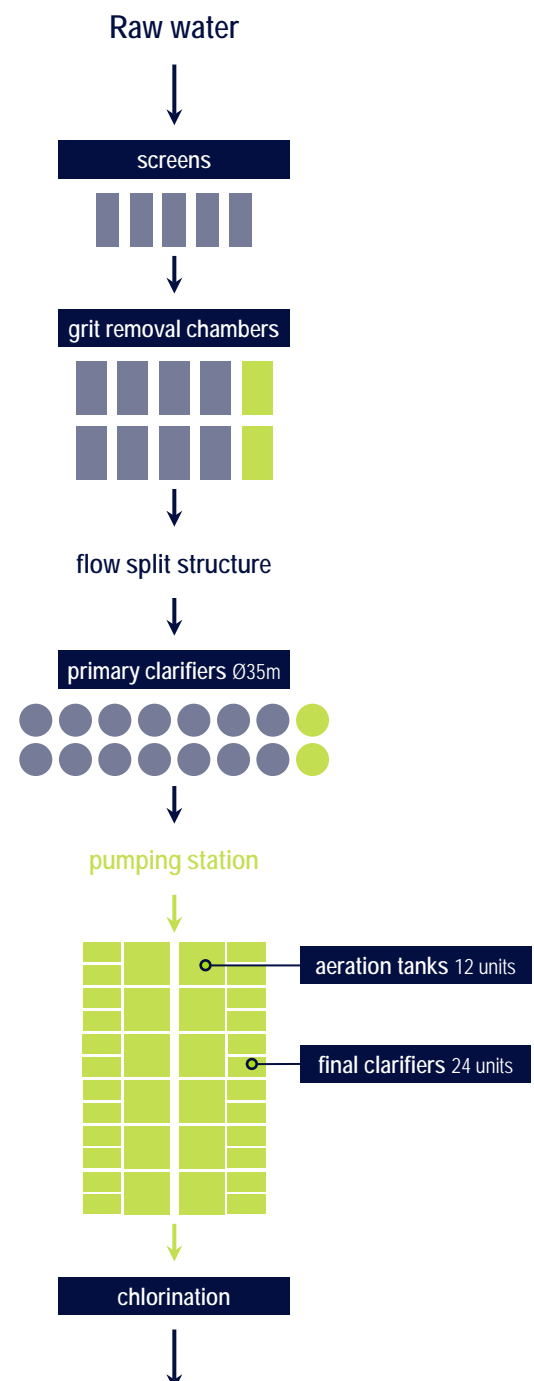 Raw water
screens
grit removal chambers
flow split structure
primary clarifiers Ø35m
pumping station
aeration tanks 12 units
final clarifiers 24 units
chlorination